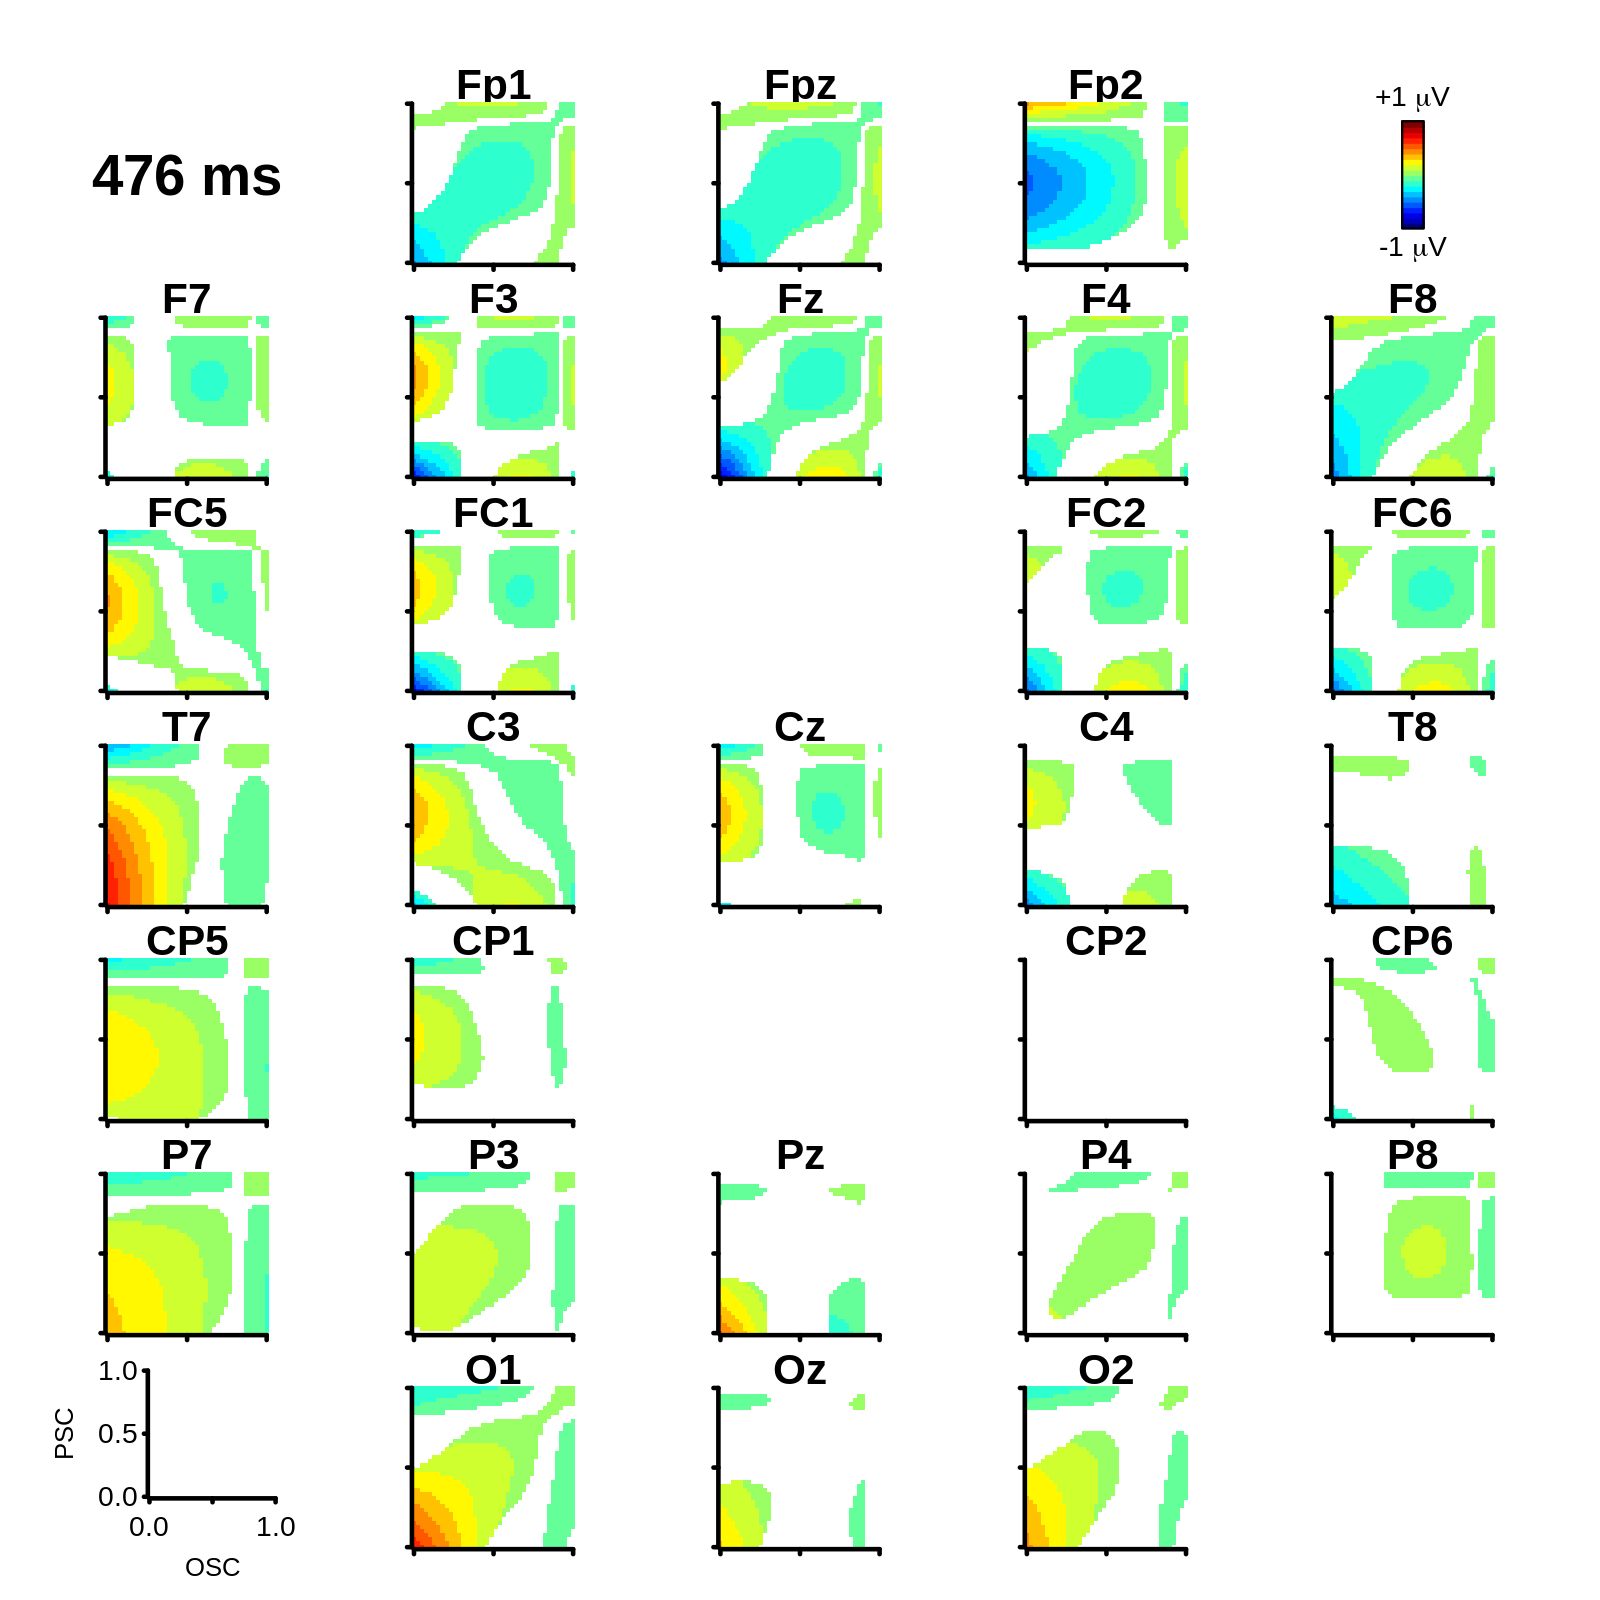 Fp1 Fpz Fp2
+1 μV
476 ms
-1 μV
F7 F3 Fz F4 F8
FC5 FC1 FC2 FC6
T7 C3 Cz C4 T8
CP5 CP1 CP2 CP6
P7 P3 Pz P4 P8
O1 Oz O2
1.0
0.5
PSC
0.0
0.0 1.0
OSC